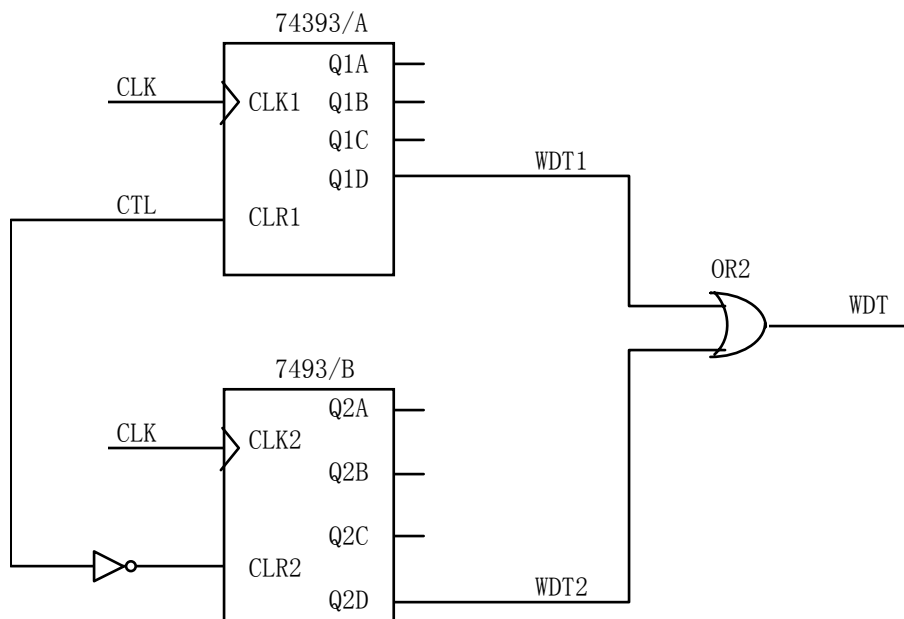 74393/A
Q1A
CLK
CLK1
Q1B
Q1C
Q1D
WDT1
CTL
CLR1
OR2
WDT
7493/B
Q2A
CLK
CLK2
Q2B
Q2C
CLR2
Q2D
WDT2